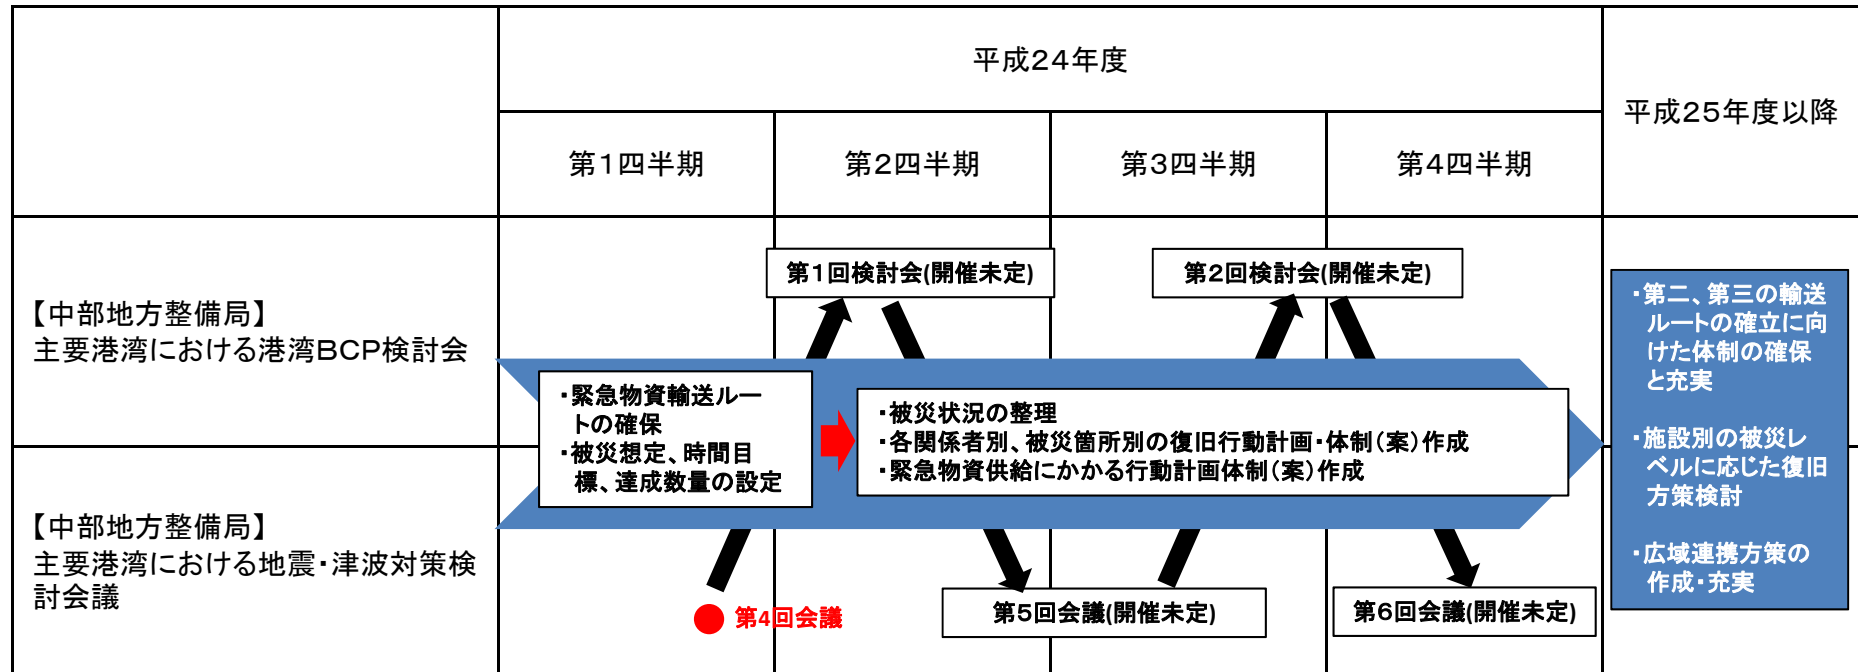 平成24年度
平成25年度以降
第1四半期
第2四半期
第3四半期
第4四半期
【中部地方整備局】
主要港湾における港湾BCP検討会
第1回検討会(開催未定)
第2回検討会(開催未定)
・緊急物資輸送ルー
トの確保
・被災想定、時間目
標、達成数量の設定
・被災状況の整理
・各関係者別、被災箇所別の復旧行動計画・体制(案)作成
・緊急物資供給にかかる行動計画体制(案)作成
・第二、第三の輸送
ルートの確立に向
けた体制の確保
と充実
・施設別の被災レ
ベルに応じた復旧
方策検討
・広域連携方策の
作成・充実
【中部地方整備局】
主要港湾における地震・津波対策検
討会議
第4回会議
第5回会議(開催未定)
第6回会議(開催未定)